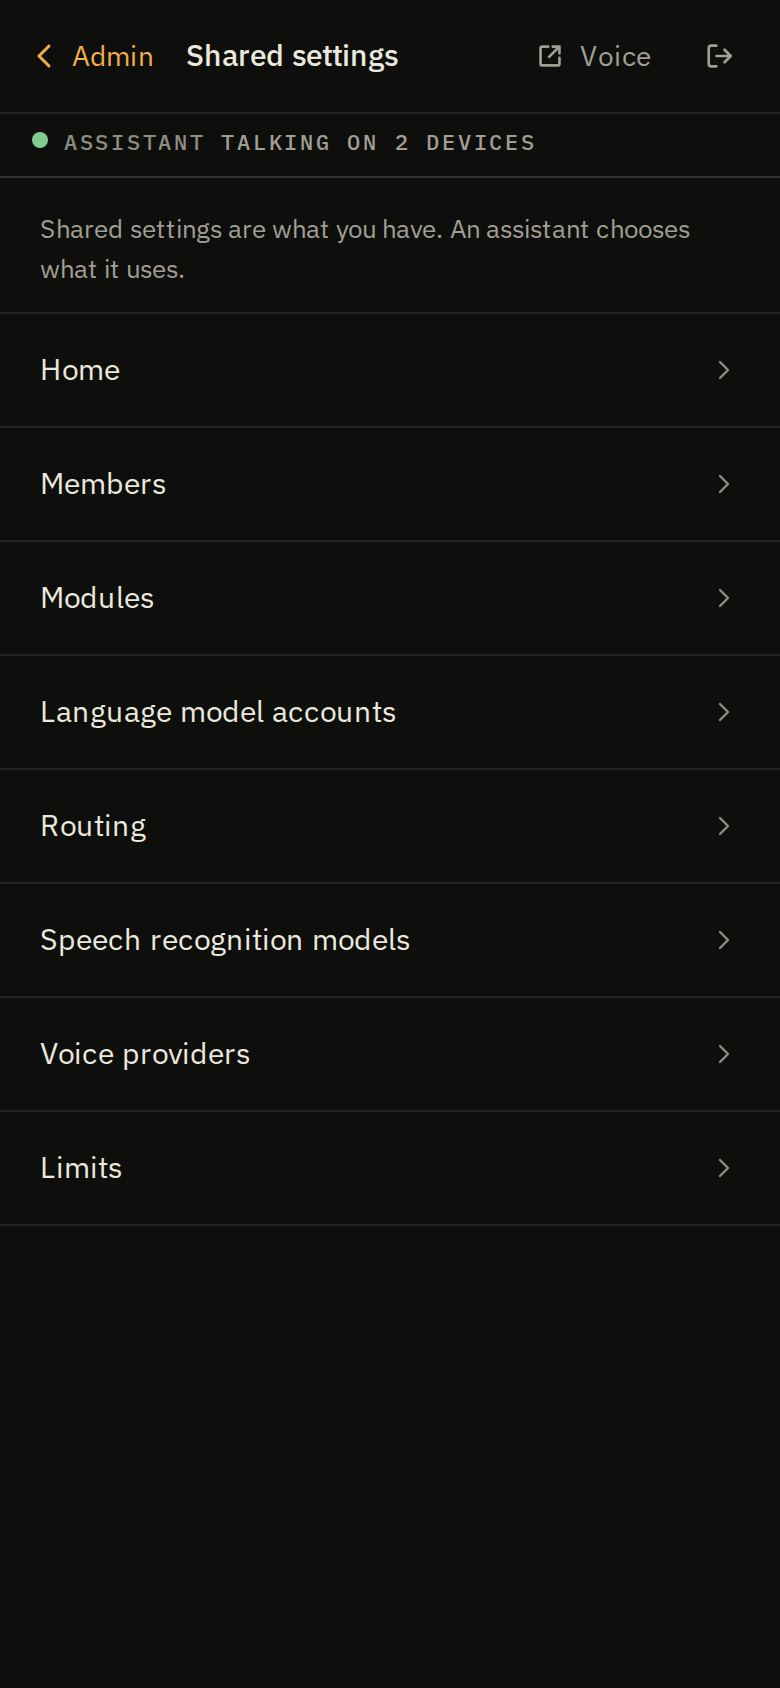 Admin Shared settings Voice
ASSISTANT TALKING ON 2 DEVICES
Shared settings are what you have. An assistant chooses
what it uses.
Home
Members
Modules
Language model accounts
Routing
Speech recognition models
Voice providers
Limits